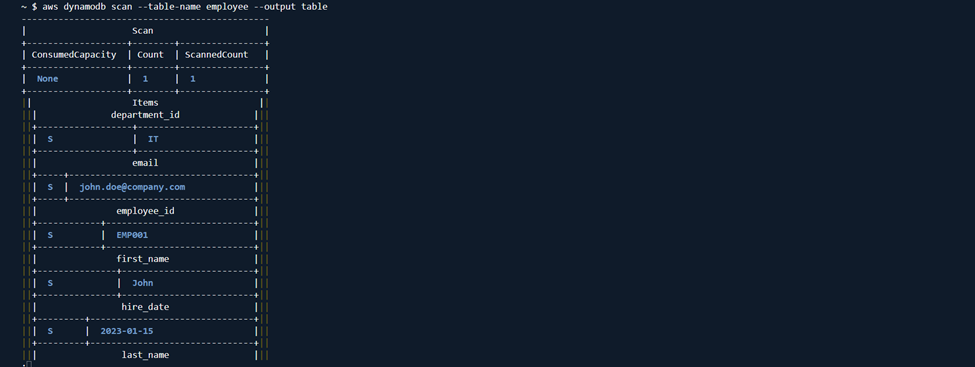 ~ $ aws dynamodb scan --table-name employee --output table
Scan
ConsumedCapacity | Count | ScannedCount
None | 1 | 1
Items
department_id
S | IT
email
S | john.doe@company.com
employee_id
S | EMP001
first_name
S | John
hire_date
S | 2023-01-15
last_name
: